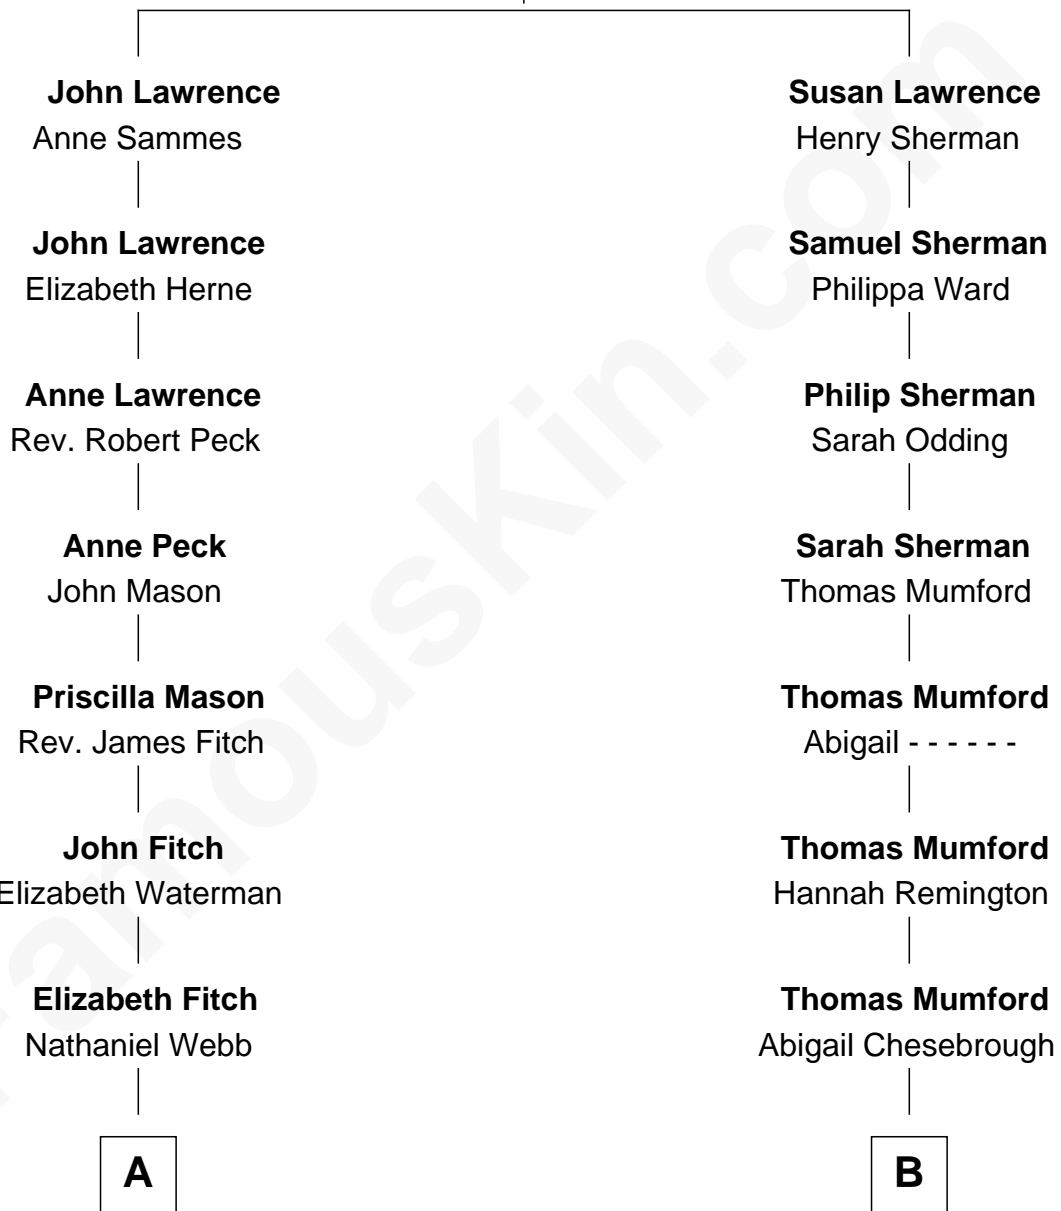 John Lawrence
Anne Sammes
John Lawrence
Elizabeth Herne
Anne Lawrence
Rev. Robert Peck
Anne Peck
John Mason
Priscilla Mason
Rev. James Fitch
John Fitch
Elizabeth Waterman
Elizabeth Fitch
Nathaniel Webb
A
Susan Lawrence
Henry Sherman
Samuel Sherman
Philippa Ward
Philip Sherman
Sarah Odding
Sarah Sherman
Thomas Mumford
Thomas Mumford
Abigail - - - - - -
Thomas Mumford
Hannah Remington
Thomas Mumford
Abigail Chesebrough
B
FamousKin.com